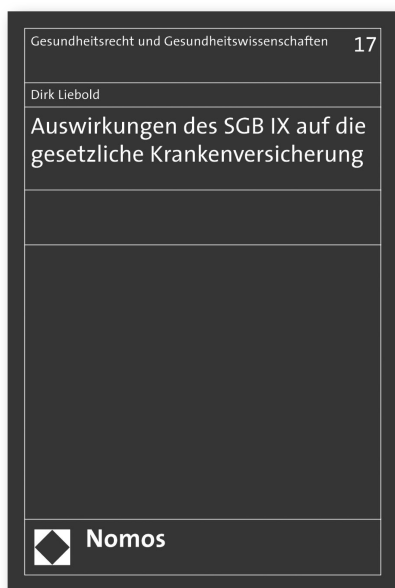 Gesundheitsrecht und Gesundheitswissenschaften 17
Dirk Liebold
Auswirkungen des SGB IX auf die
gesetzliche Krankenversicherung
Nomos